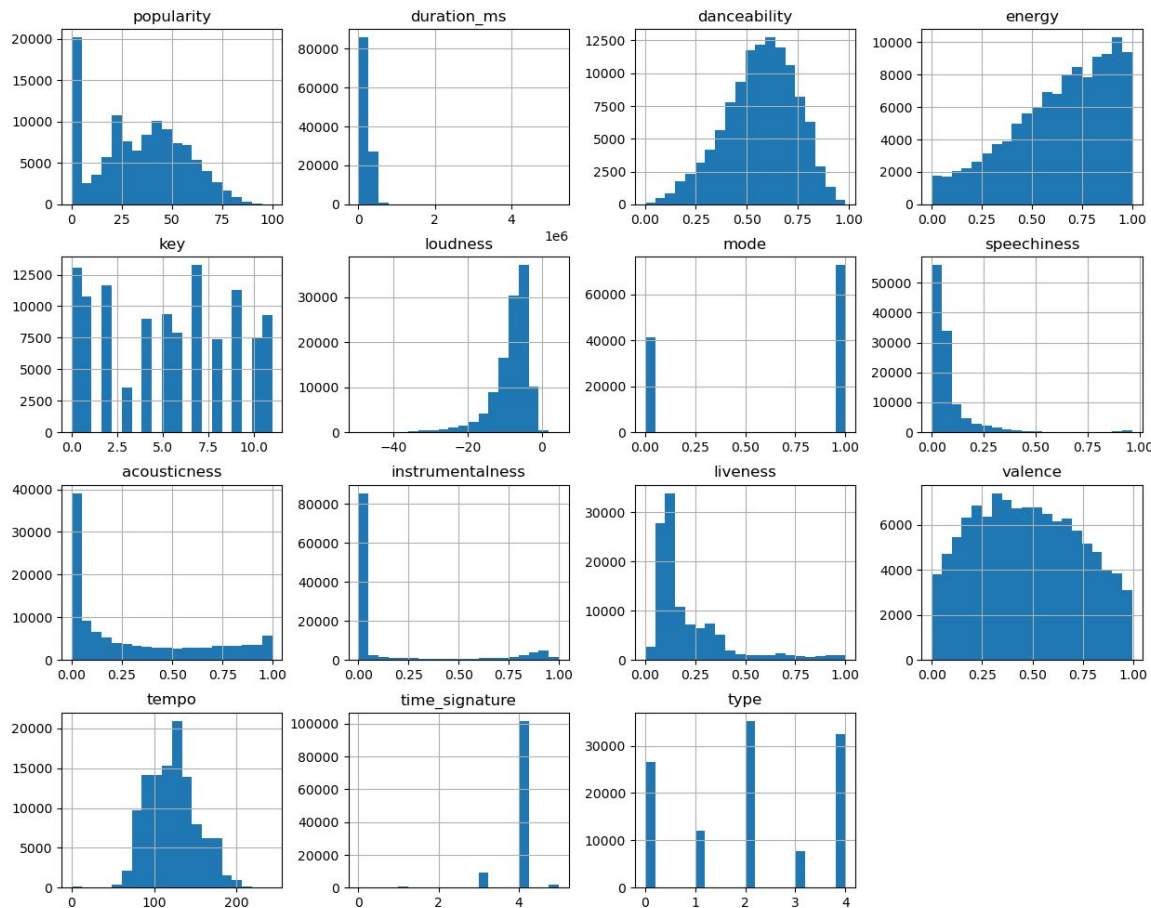 popularity
duration_ms
danceability
energy
20000
15000
10000
5000
0
0 25 50 75 100
80000
60000
40000
20000
0
0 2 4
1e6
12500
10000
7500
5000
2500
0
0.00 0.25 0.50 0.75 1.00
10000
8000
6000
4000
2000
0
0.00 0.25 0.50 0.75 1.00
key
loudness
mode
speechiness
12500
10000
7500
5000
2500
0
0.0 2.5 5.0 7.5 10.0
30000
20000
10000
0
−40 −20 0
60000
40000
20000
0
0.00 0.25 0.50 0.75 1.00
50000
40000
30000
20000
10000
0
0.00 0.25 0.50 0.75 1.00
acousticness
instrumentalness
liveness
valence
40000
30000
20000
10000
0
0.00 0.25 0.50 0.75 1.00
80000
60000
40000
20000
0
0.00 0.25 0.50 0.75 1.00
30000
20000
10000
0
0.00 0.25 0.50 0.75 1.00
6000
4000
2000
0
0.00 0.25 0.50 0.75 1.00
tempo
time_signature
type
20000
15000
10000
5000
0
0 100 200
100000
80000
60000
40000
20000
0
0 2 4
30000
20000
10000
0
0 1 2 3 4